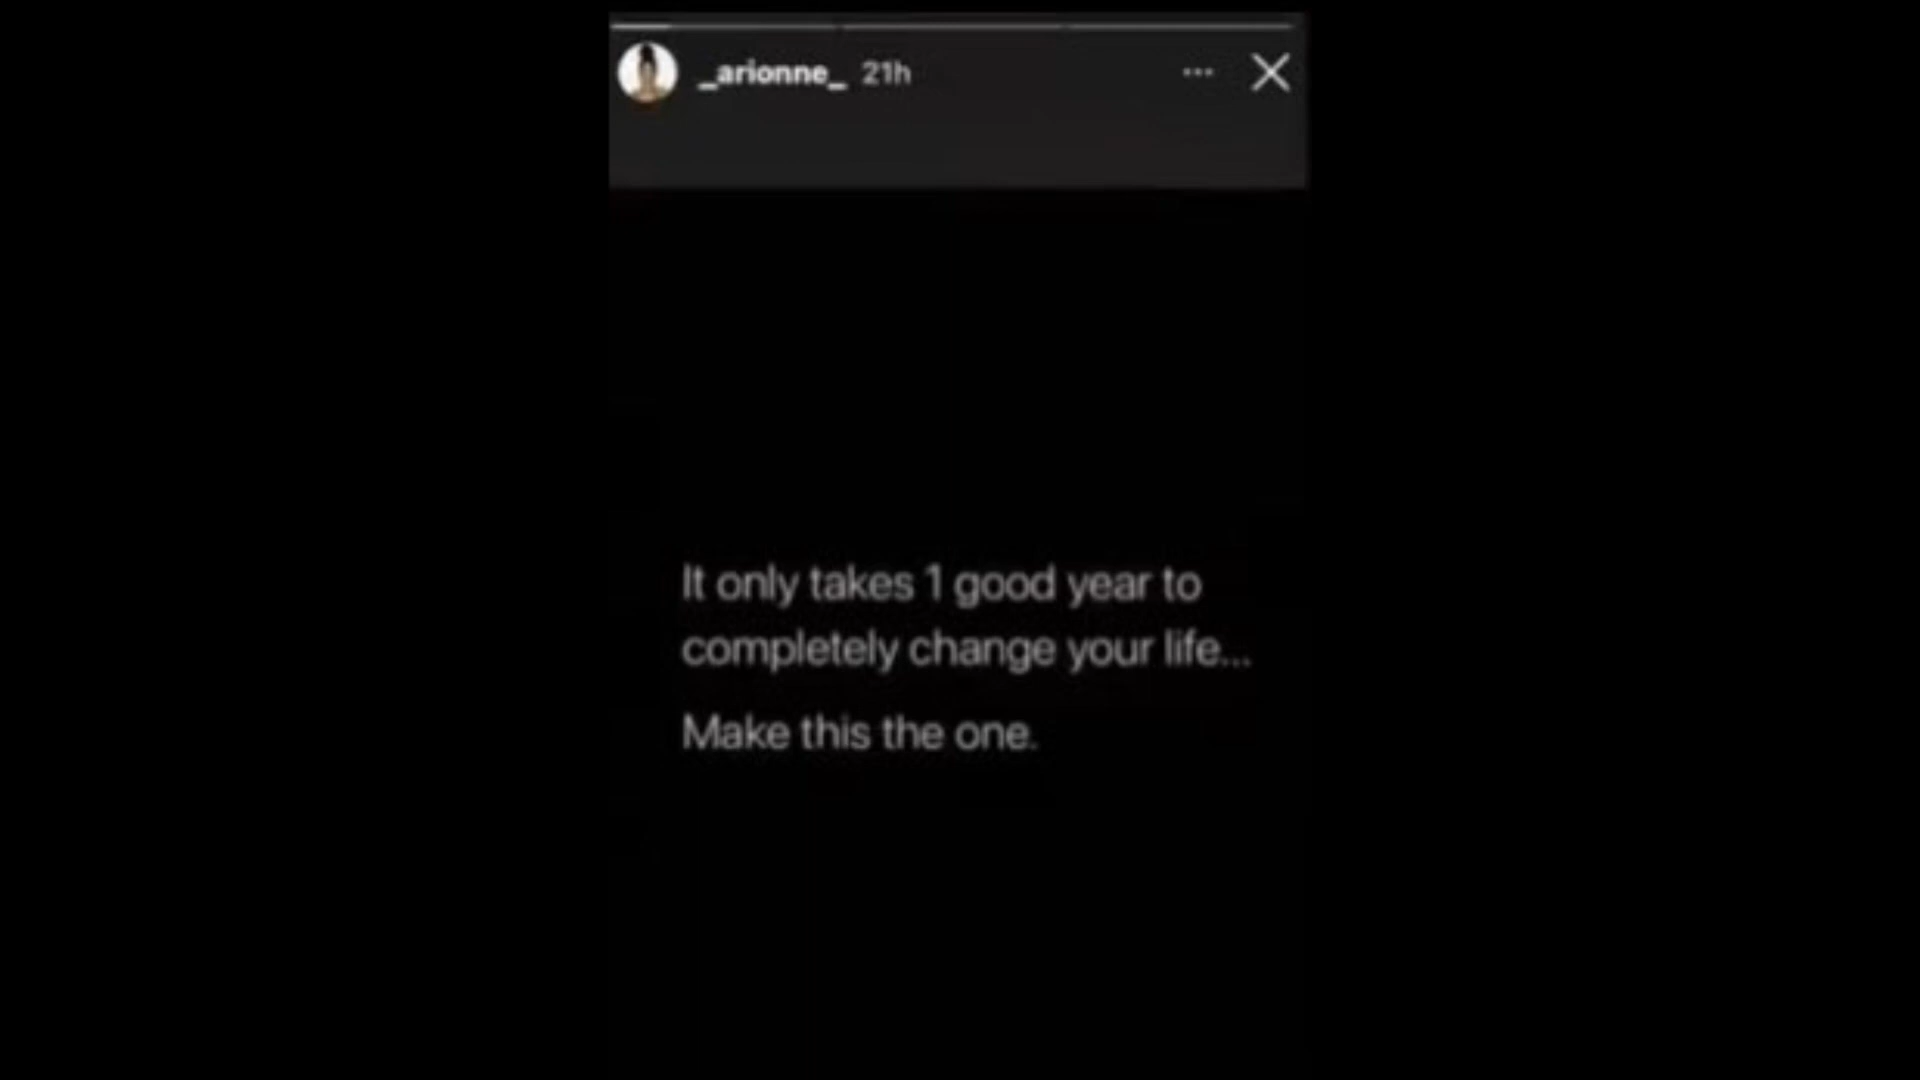 _arionne_ 21h
It only takes 1 good year to
completely change your life...
Make this the one.